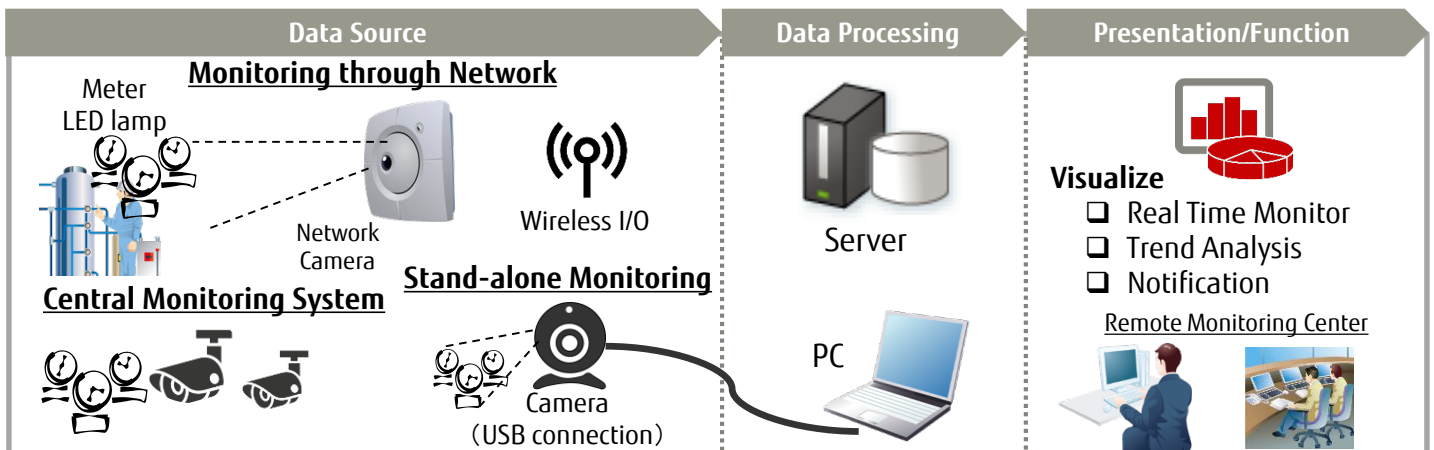 Data Source
Data Processing
Presentation/Function
Monitoring through Network
Meter
LED lamp
Network
Camera
Wireless I/O
Central Monitoring System
Stand-alone Monitoring
Camera
（USB connection）
Server
PC
Visualize
❑ Real Time Monitor
❑ Trend Analysis
❑ Notification
Remote Monitoring Center